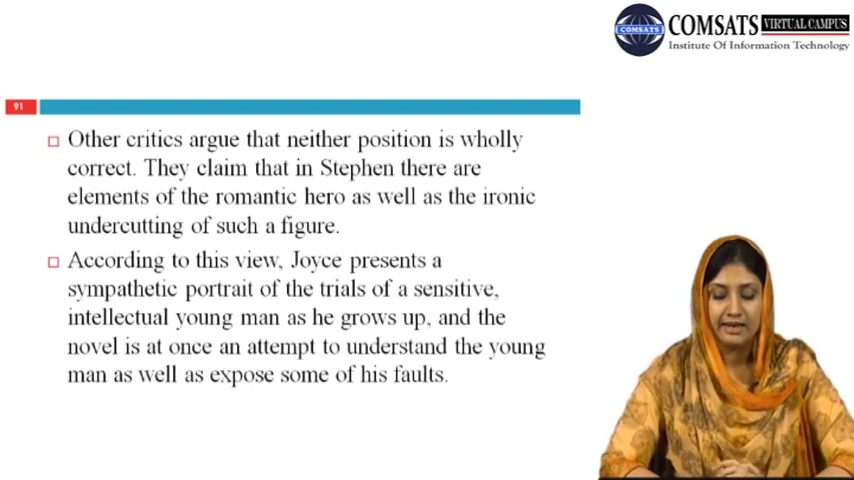 COMSATS VIRTUAL CAMPUS
COMSATS
Institute Of Information Technology
91
Other critics argue that neither position is wholly
correct. They claim that in Stephen there are
elements of the romantic hero as well as the ironic
undercutting of such a figure.
According to this view, Joyce presents a
sympathetic portrait of the trials of a sensitive,
intellectual young man as he grows up, and the
novel is at once an attempt to understand the young
man as well as expose some of his faults.